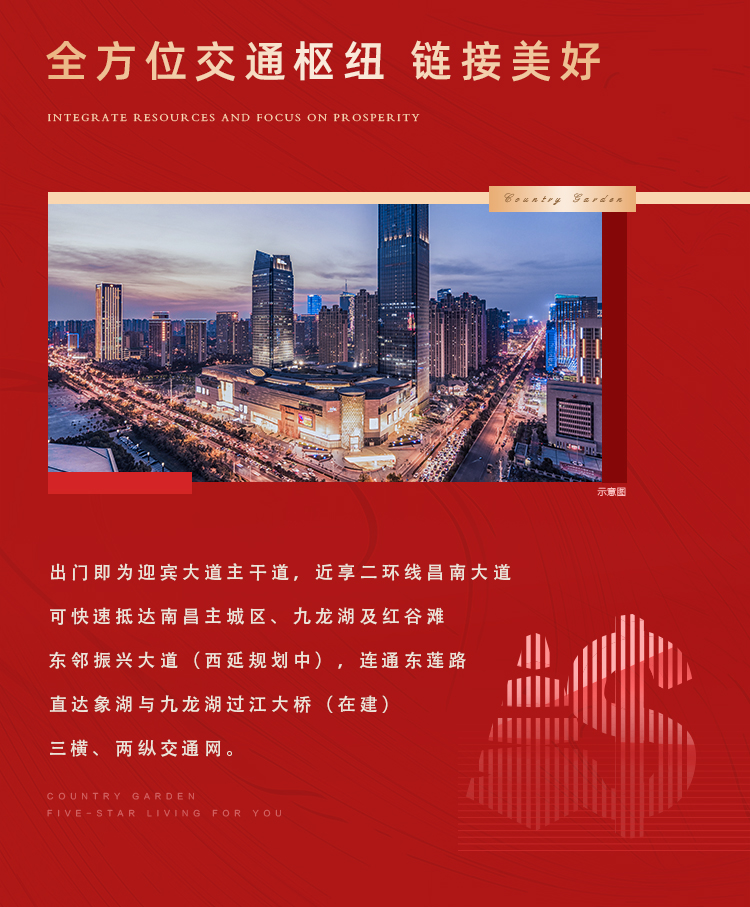 全方位交通枢纽 链接美好
INTEGRATE RESOURCES AND FOCUS ON PROSPERITY
Country Garden
示意图
出门即为迎宾大道主干道，近享二环线昌南大道
可快速抵达南昌主城区、九龙湖及红谷滩
东邻振兴大道（西延规划中），连通东莲路
直达象湖与九龙湖过江大桥（在建）
三横、两纵交通网。
COUNTRY GARDEN
FIVE-STAR LIVING FOR YOU